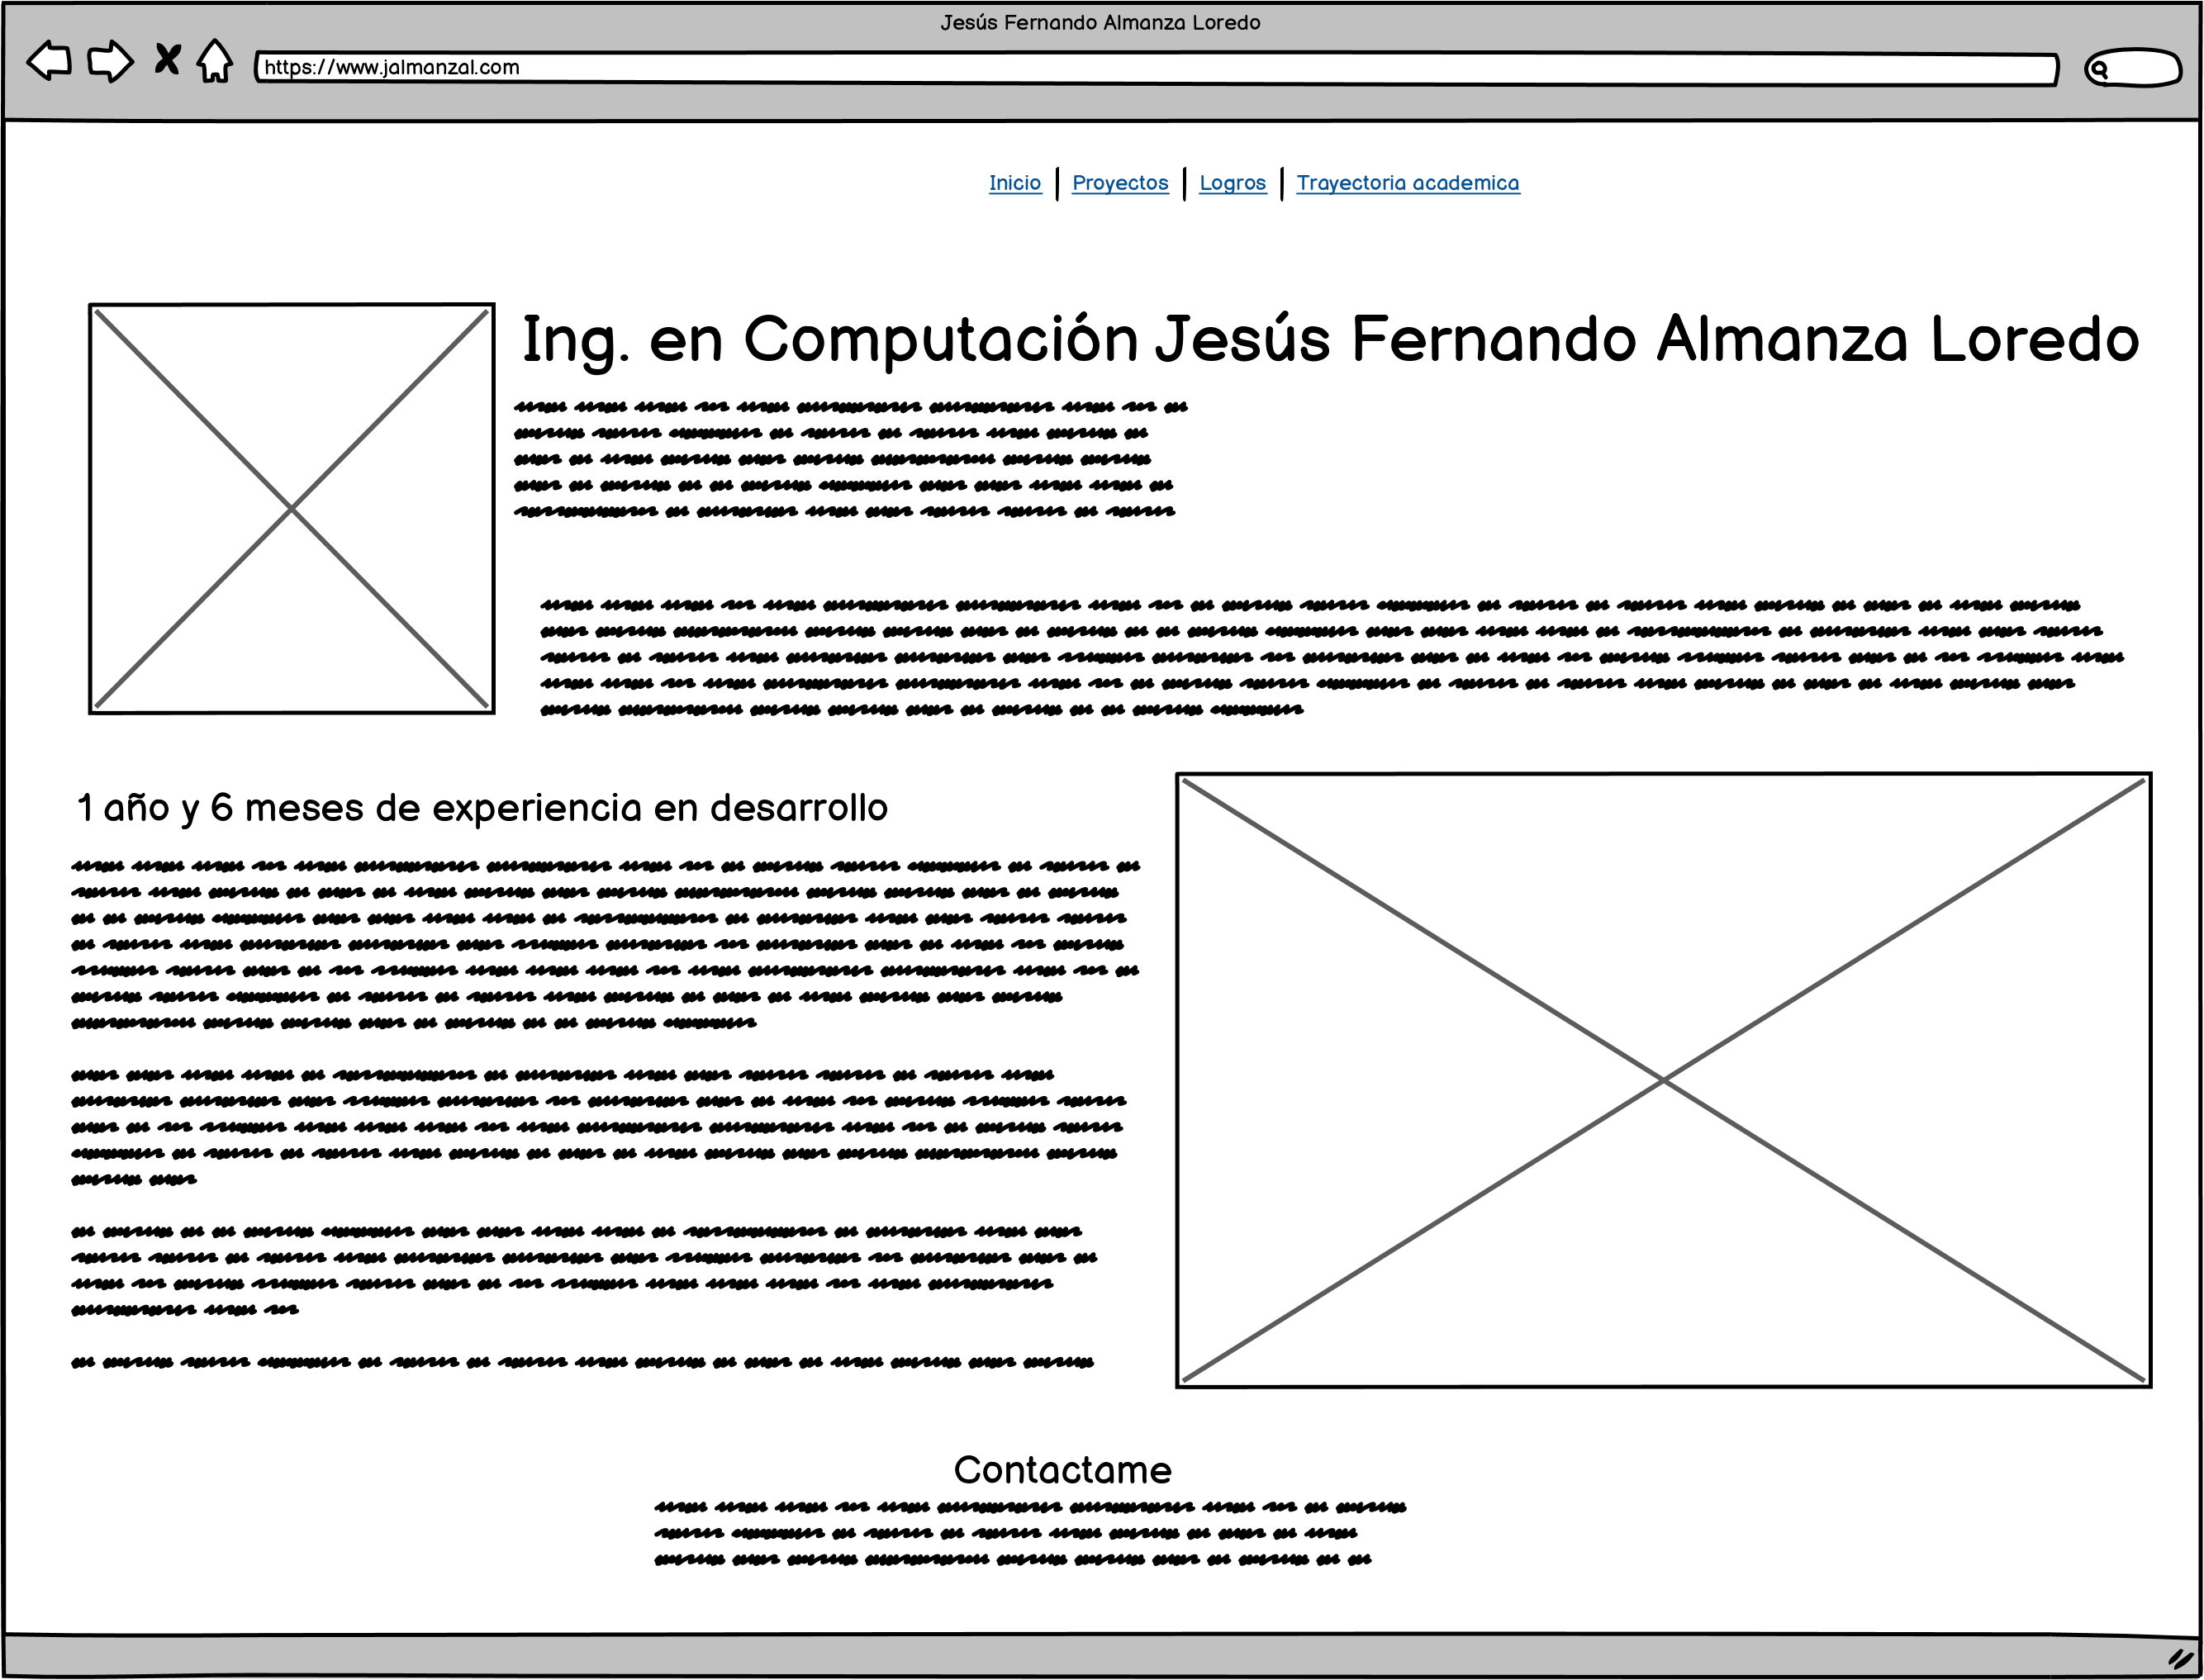 Jesús Fernando Almanza Loredo
https://www.jalmanzal.com
Inicio | Proyectos | Logros | Trayectoria academica
Ing. en Computación Jesús Fernando Almanza Loredo
1 año y 6 meses de experiencia en desarrollo
Contactame